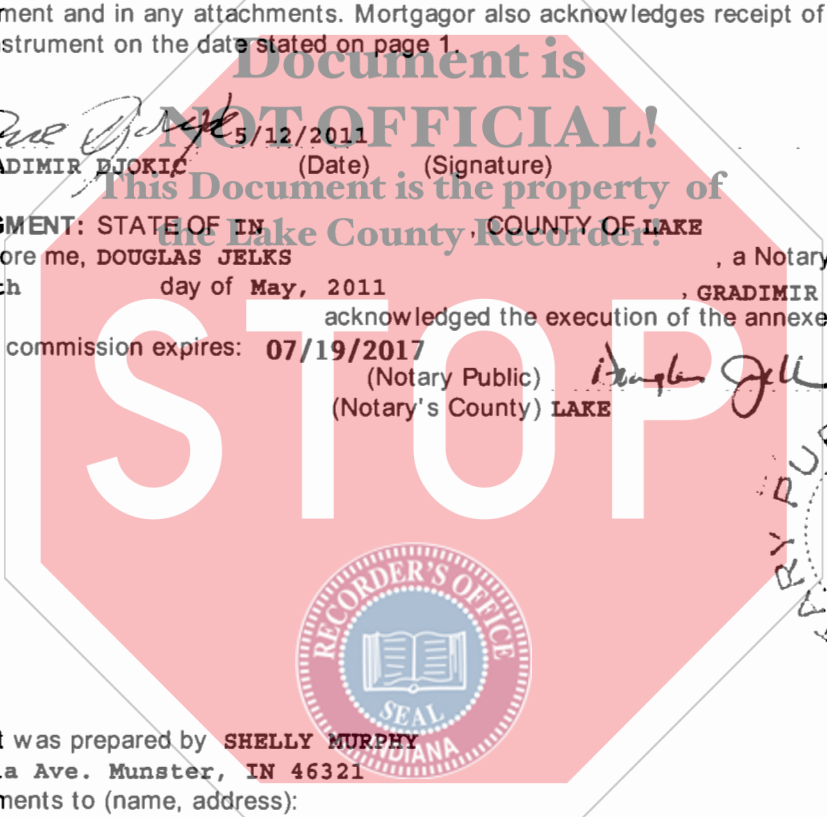 ment and in any attachments. Mortgagor also acknowledges receipt of
strument on the date stated on page 1.
Document is
NOT OFFICIAL!
5/12/2011
ADIMIR DJOKIC (Date) (Signature)
This Document is the property of
the Lake County Recorder!
GMENT: STATE OF IN , COUNTY OF LAKE
ore me, DOUGLAS JELKS , a Notary
th day of May, 2011 , GRADIMIR
acknowledged the execution of the annexe
commission expires: 07/19/2017
(Notary Public)
(Notary's County) LAKE
STOP
ARY PU
RECORDER'S OFFICE
SEAL
INDIANA
t was prepared by SHELLY MURPHY
a Ave. Munster, IN 46321
ments to (name, address):